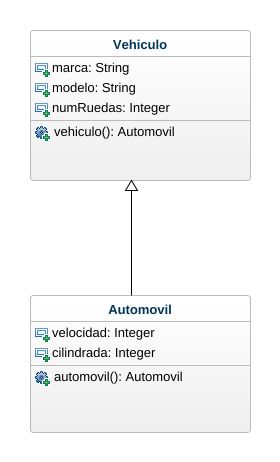 Vehiculo
marca: String
modelo: String
numRuedas: Integer
vehiculo(): Automovil
Automovil
velocidad: Integer
cilindrada: Integer
automovil(): Automovil